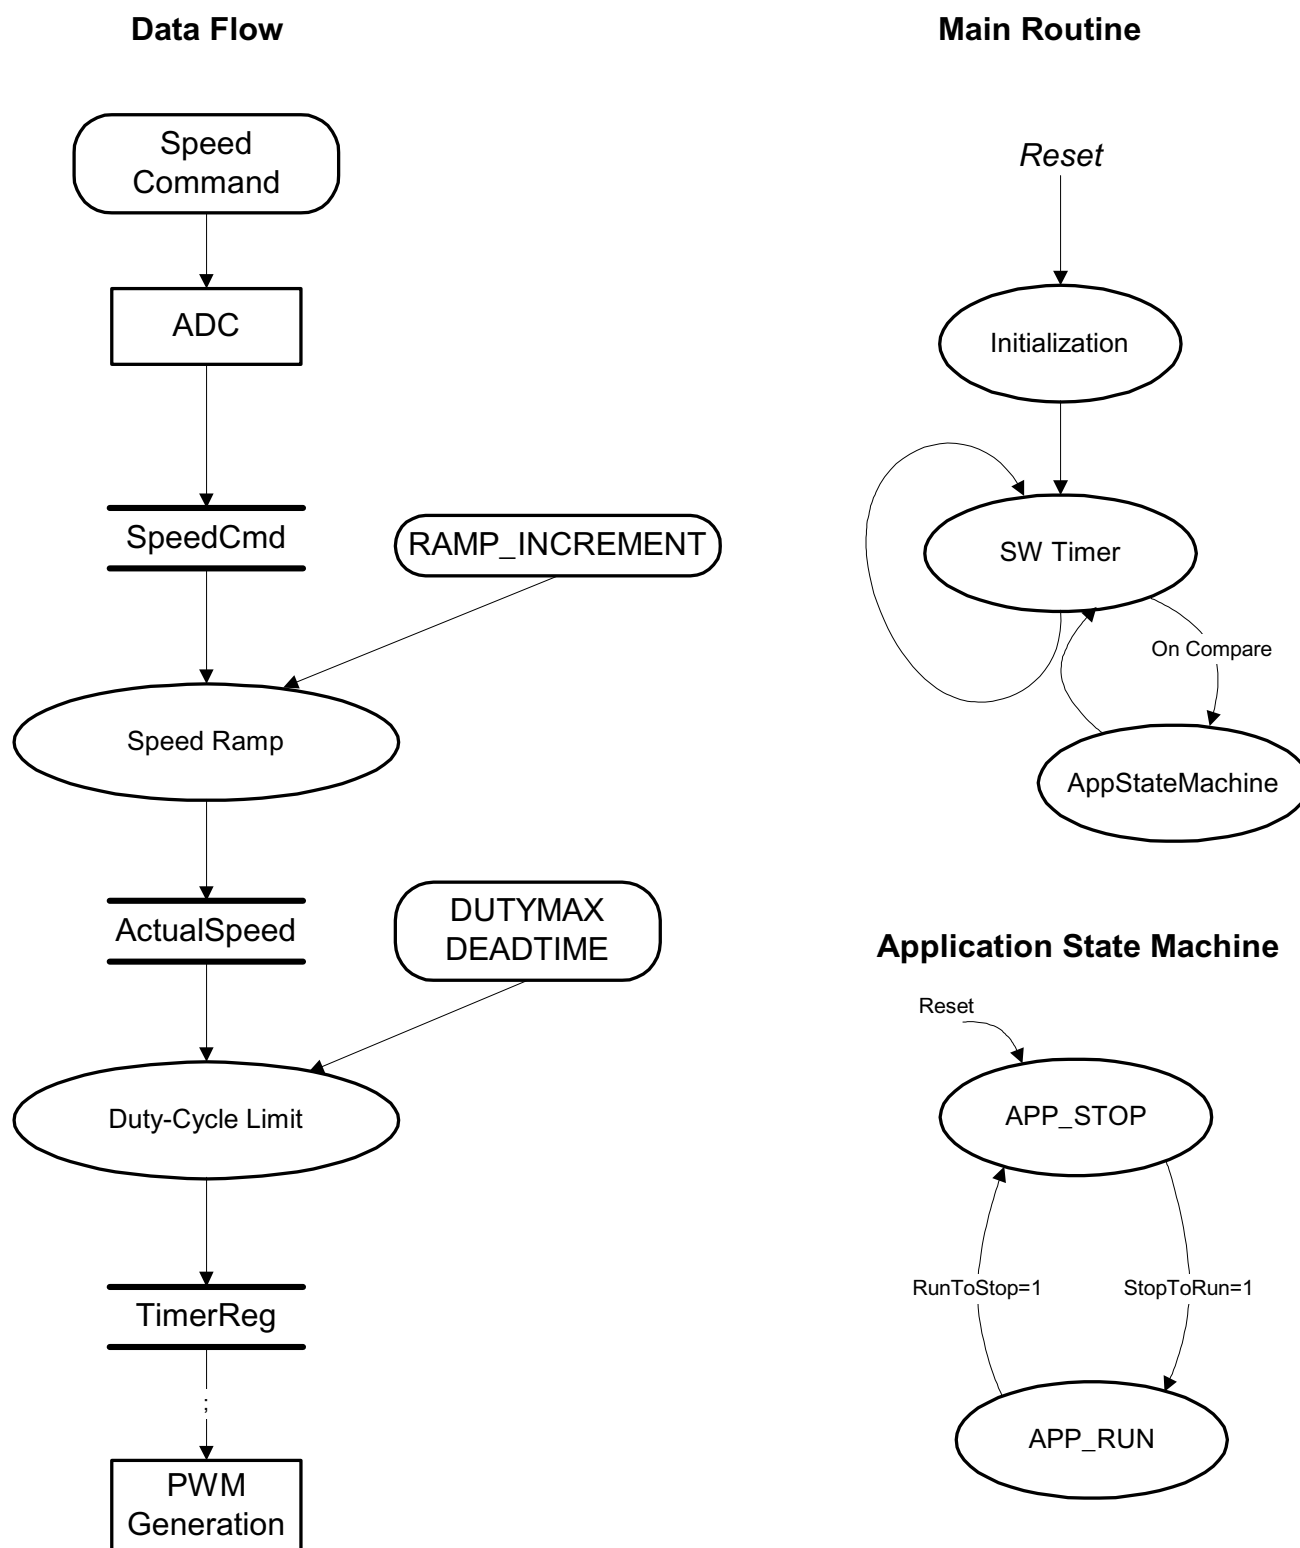 Data Flow
Speed
Command
ADC
SpeedCmd
RAMP_INCREMENT
Speed Ramp
ActualSpeed
DUTYMAX
DEADTIME
Duty-Cycle Limit
TimerReg
;
PWM
Generation
Main Routine
Reset
Initialization
SW Timer
On Compare
AppStateMachine
Application State Machine
Reset
APP_STOP
RunToStop=1
StopToRun=1
APP_RUN